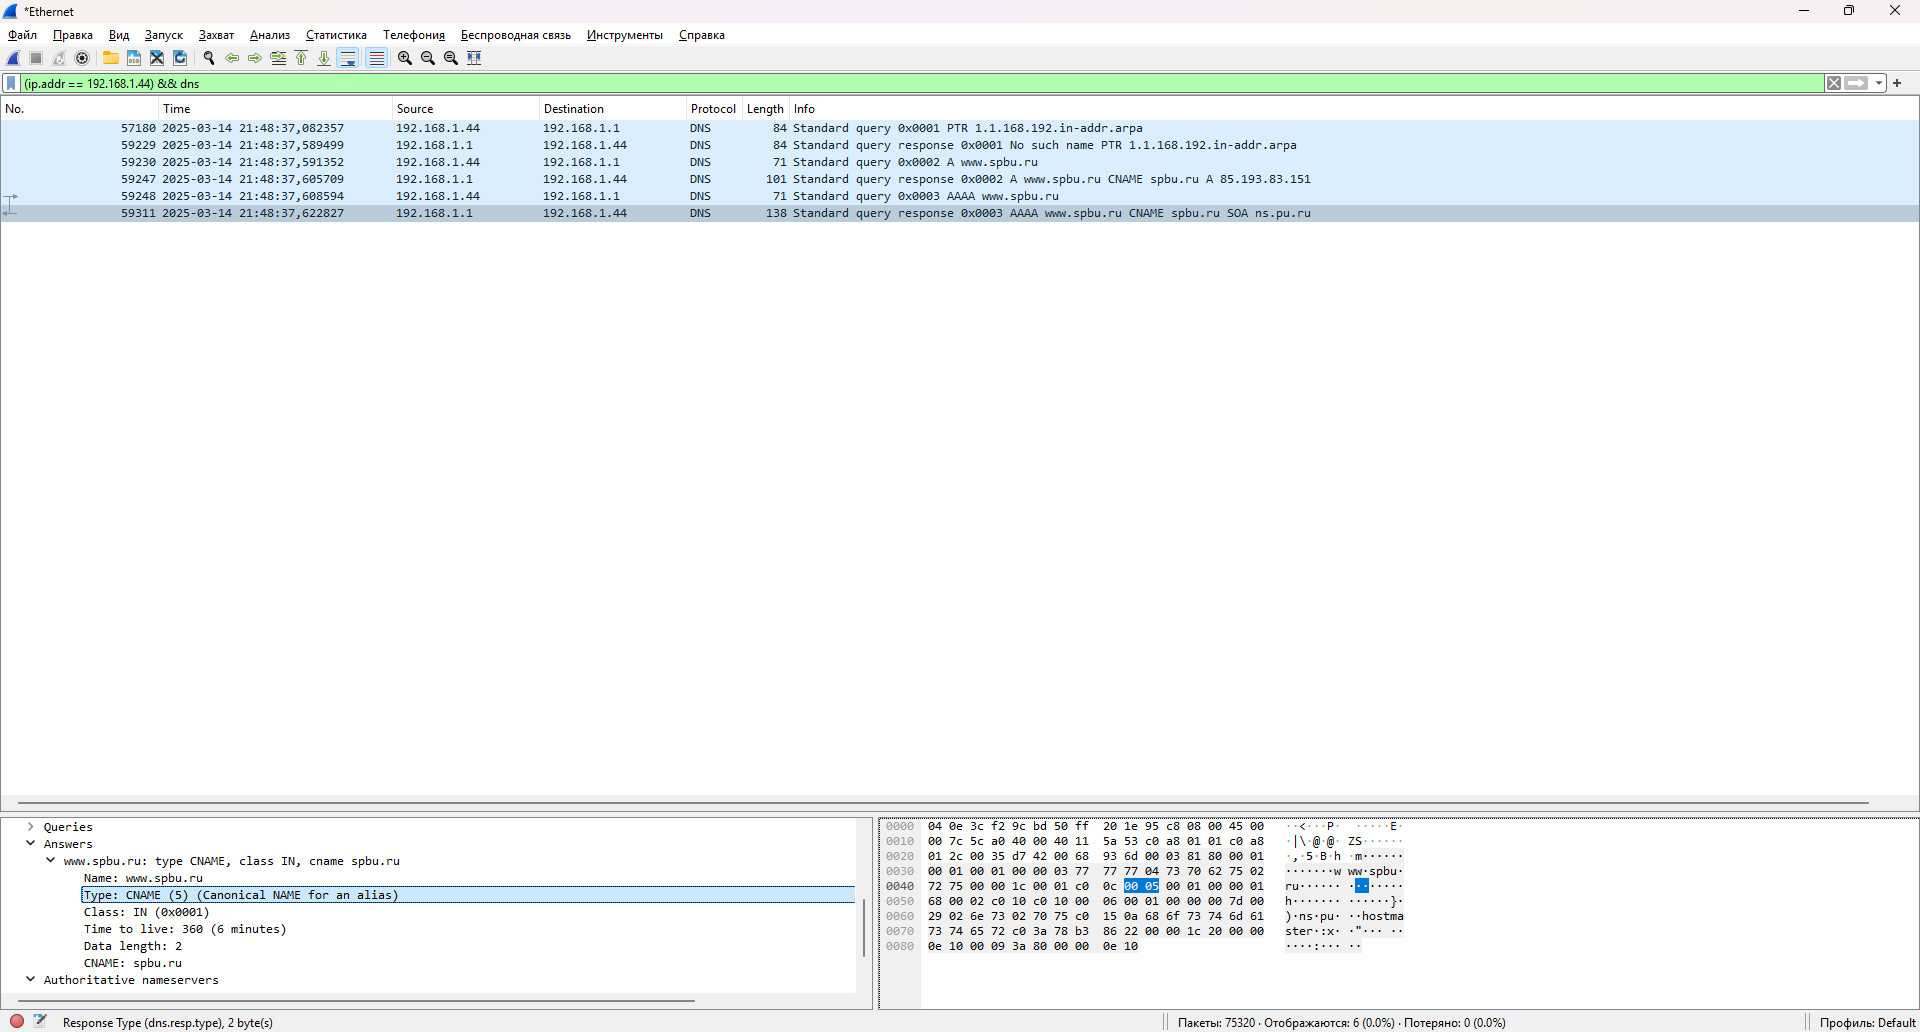 *Ethernet
Файл Правка Вид Запуск Захват Анализ Статистика Телефония Беспроводная связь Инструменты Справка
(ip.addr == 192.168.1.44) && dns
No. Time Source Destination Protocol Length Info
57180 2025-03-14 21:48:37,082357 192.168.1.44 192.168.1.1 DNS 84 Standard query 0x0001 PTR 1.1.168.192.in-addr.arpa
59229 2025-03-14 21:48:37,589499 192.168.1.1 192.168.1.44 DNS 84 Standard query response 0x0001 No such name PTR 1.1.168.192.in-addr.arpa
59230 2025-03-14 21:48:37,591352 192.168.1.44 192.168.1.1 DNS 71 Standard query 0x0002 A www.spbu.ru
59247 2025-03-14 21:48:37,605709 192.168.1.1 192.168.1.44 DNS 101 Standard query response 0x0002 A www.spbu.ru CNAME spbu.ru A 85.193.83.151
59248 2025-03-14 21:48:37,608594 192.168.1.44 192.168.1.1 DNS 71 Standard query 0x0003 AAAA www.spbu.ru
59311 2025-03-14 21:48:37,622827 192.168.1.1 192.168.1.44 DNS 138 Standard query response 0x0003 AAAA www.spbu.ru CNAME spbu.ru SOA ns.pu.ru
Queries
Answers
www.spbu.ru: type CNAME, class IN, cname spbu.ru
Name: www.spbu.ru
Type: CNAME (5) (Canonical NAME for an alias)
Class: IN (0x0001)
Time to live: 360 (6 minutes)
Data length: 2
CNAME: spbu.ru
Authoritative nameservers
0000 04 0e 3c f2 9c bd 50 ff 20 1e 95 c8 08 00 45 00 ··<···P· ·····E·
0010 00 7c 5c a0 40 00 40 11 5a 53 c0 a8 01 01 c0 a8 ·|\·@·@· ZS······
0020 01 2c 00 35 d7 42 00 68 93 6d 00 03 81 80 00 01 ·,·5·B·h ·m······
0030 00 01 00 01 00 00 03 77 77 77 04 73 70 62 75 02 ·······w ww·spbu·
0040 72 75 00 00 1c 00 01 c0 0c 00 05 00 01 00 00 01 ru······ ········
0050 68 00 02 c0 10 c0 10 00 06 00 01 00 00 00 7d 00 h······· ······}·
0060 29 02 6e 73 02 70 75 c0 15 0a 68 6f 73 74 6d 61 )·ns·pu· ··hostma
0070 73 74 65 72 c0 3a 78 b3 86 22 00 00 1c 20 00 00 ster·:x· ·"··· ··
0080 0e 10 00 09 3a 80 00 00 0e 10 ····:··· ··
Response Type (dns.resp.type), 2 byte(s)
Пакеты: 75320 · Отображаются: 6 (0.0%) · Потеряно: 0 (0.0%)
Профиль: Default